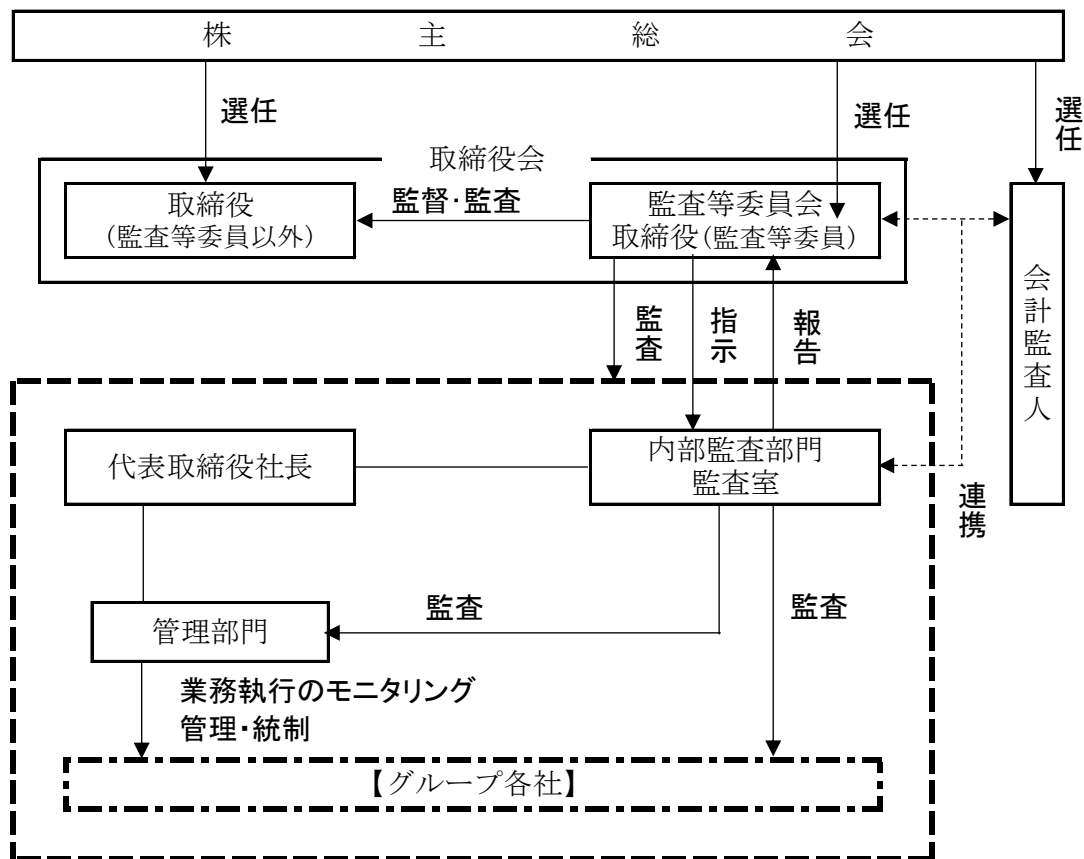 株主総会
選任
選任
選任
取締役会
取締役
(監査等委員以外)
監督・監査
監査等委員会
取締役(監査等委員)
会計監査人
監査
指示
報告
代表取締役社長
内部監査部門
監査室
連携
管理部門
監査
監査
業務執行のモニタリング
管理・統制
【グループ各社】